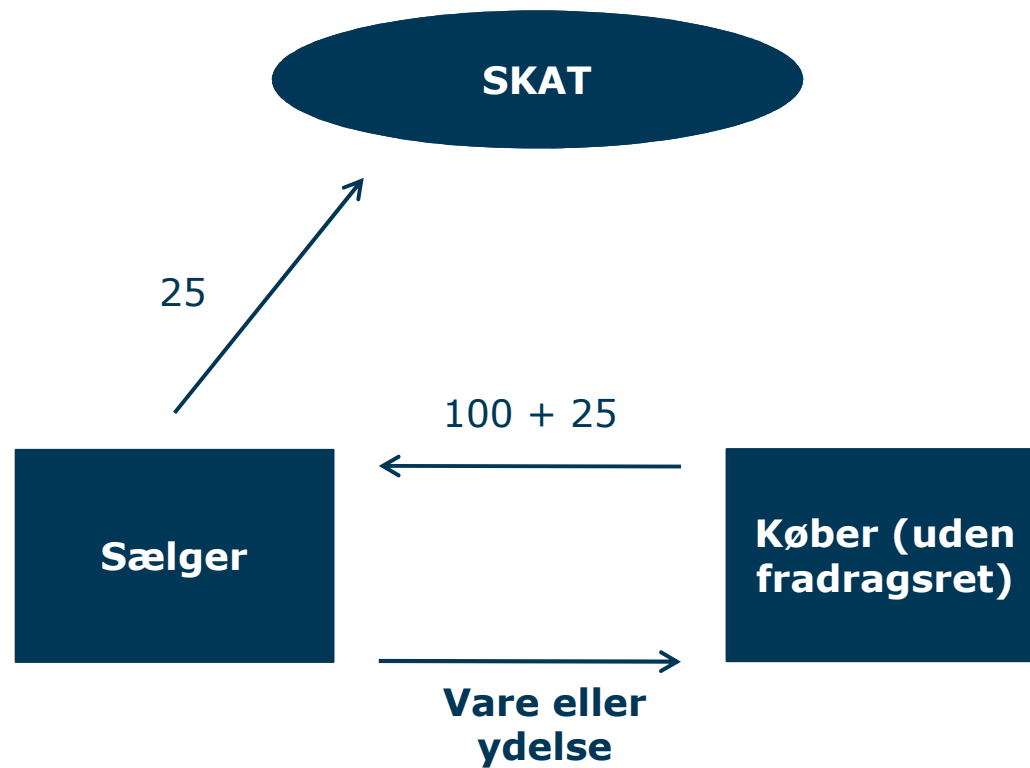 SKAT
25
100 + 25
Sælger
Køber (uden
fradragsret)
Vare eller
ydelse